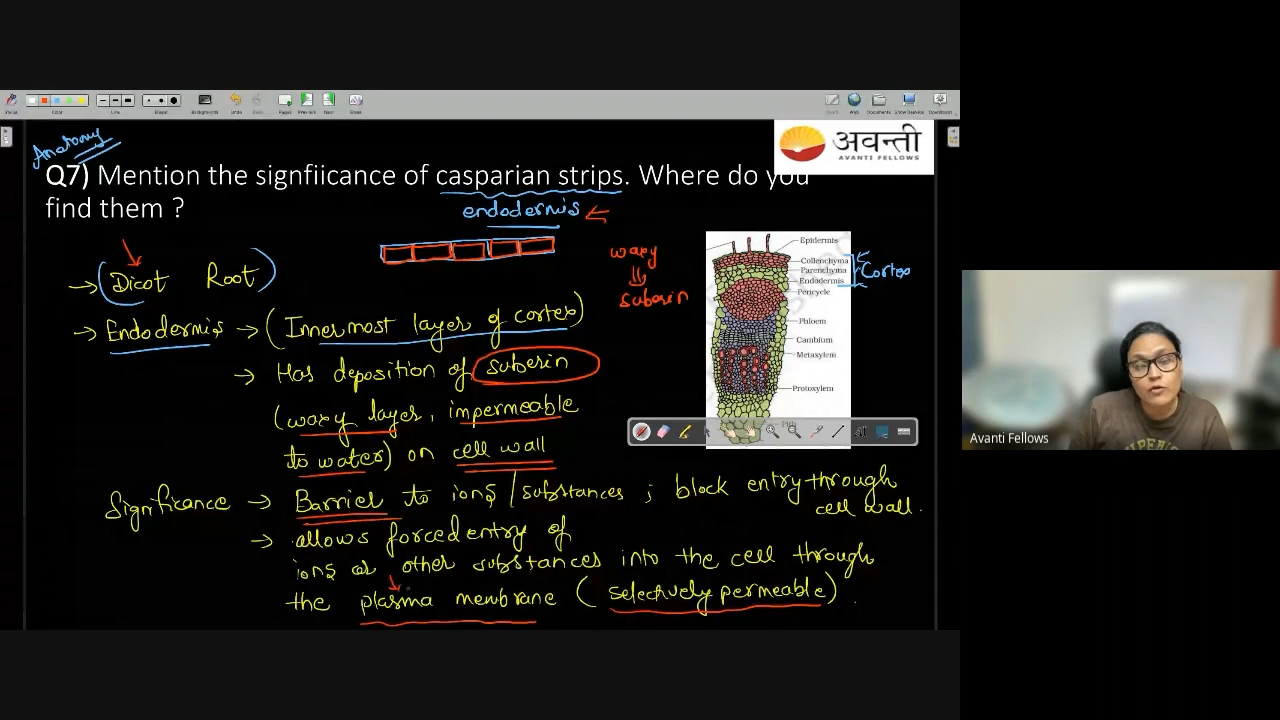 Anatomy
Q7) Mention the signfiicance of casparian strips. Where do you
find them ?
अवन्ती
AVANTI FELLOWS
endodermis
→ (Dicot Root)
waxy
suberin
Epidermis
Collenchyma
Parenchyma
Endodermis
Pericycle
Phloem
Cambium
Metaxylem
Protoxylem
Cortex
→ Endodermis → (Innermost layer of cortex)
→ Has deposition of suberin
(waxy layer, impermeable
to water) on cell wall
Significance → Barrier to ions/substances ; block entry through
cell wall.
→ allows forced entry of
ions or other substances into the cell through
the plasma membrane (selectively permeable).
Avanti Fellows